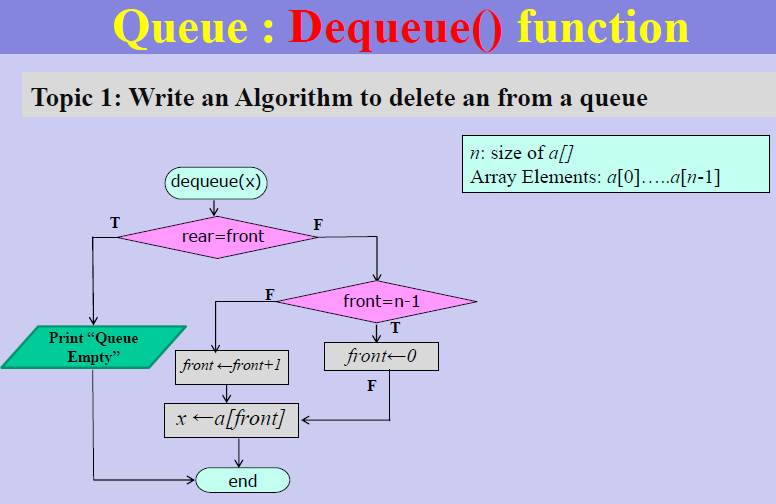 Queue : Dequeue() function
Topic 1: Write an Algorithm to delete an from a queue
n: size of a[]
Array Elements: a[0]…..a[n-1]
dequeue(x)
T
rear=front
F
F
front=n-1
T
Print “Queue
Empty”
front ←front+1
front←0
F
x ←a[front]
end